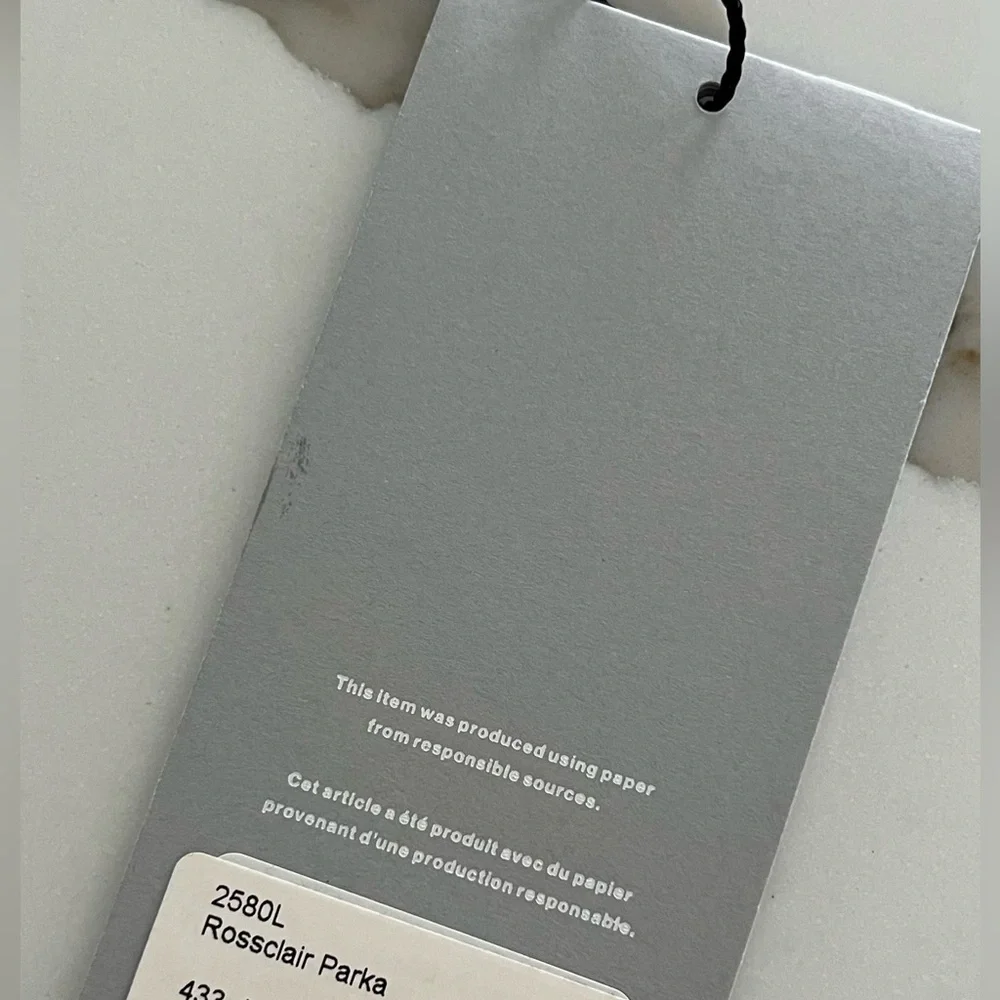 This item was produced using paper
from responsible sources.
Cet article a été produit avec du papier
provenant d'une production responsable.
2580L
Rossclair Parka
433